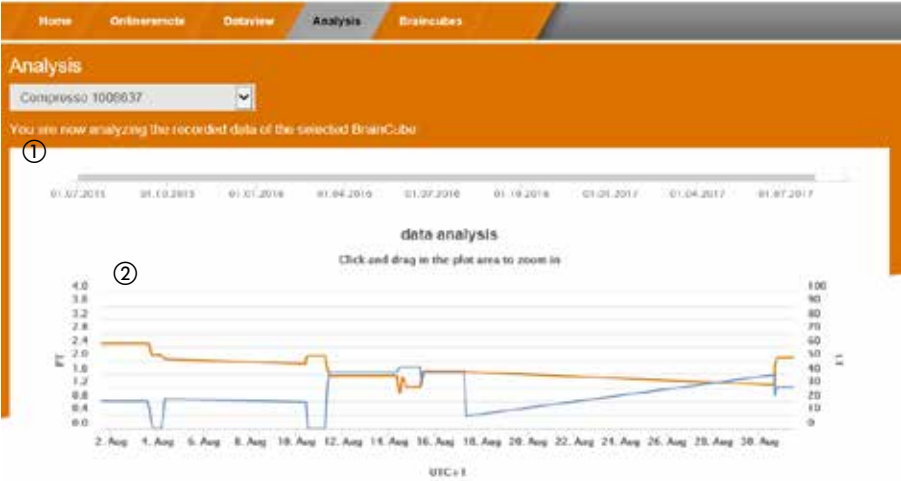 Home Onlineremote Dataview Analysis Braincubes
Analysis
Compresso 1008637
You are now analyzing the recorded data of the selected BrainCube
①
01.07.2015 01.10.2015 01.01.2016 01.04.2016 01.07.2016 01.10.2016 01.01.2017 01.04.2017 01.07.2017
data analysis
Click and drag in the plot area to zoom in
②
4.0 100
3.8 90
3.2 80
2.8 70
2.4 60
2.0 50
PT
1.8 40
1.2 30
0.8 20
0.4 10
0.0 0
2. Aug 4. Aug 6. Aug 8. Aug 10. Aug 12. Aug 14. Aug 16. Aug 18. Aug 20. Aug 22. Aug 24. Aug 26. Aug 28. Aug 30. Aug
UTC+1